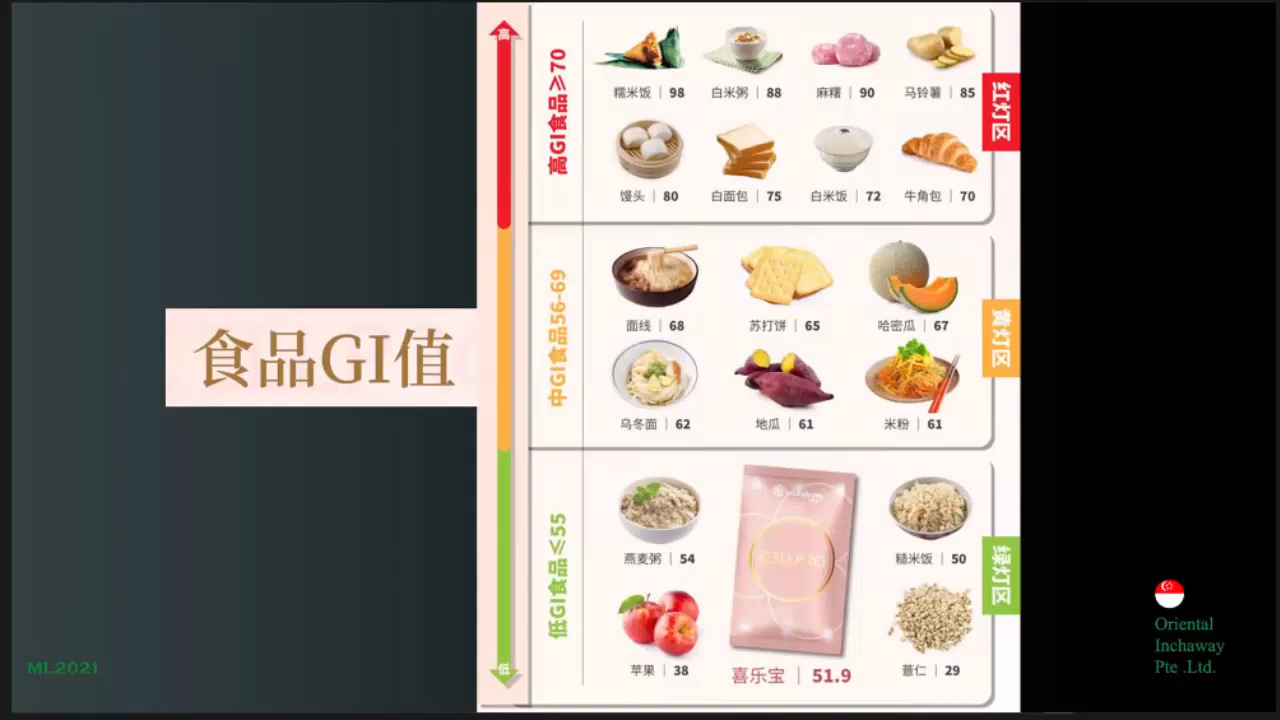 食品GI值
高
低
高GI食品≥70
糯米饭 | 98
白米粥 | 88
麻糬 | 90
马铃薯 | 85
馒头 | 80
白面包 | 75
白米饭 | 72
牛角包 | 70
红灯区
中GI食品56-69
面线 | 68
苏打饼 | 65
哈密瓜 | 67
乌冬面 | 62
地瓜 | 61
米粉 | 61
黄灯区
低GI食品≤55
燕麦粥 | 54
糙米饭 | 50
苹果 | 38
喜乐宝 | 51.9
薏仁 | 29
绿灯区
ML2021
Oriental
Inchaway
Pte .Ltd.